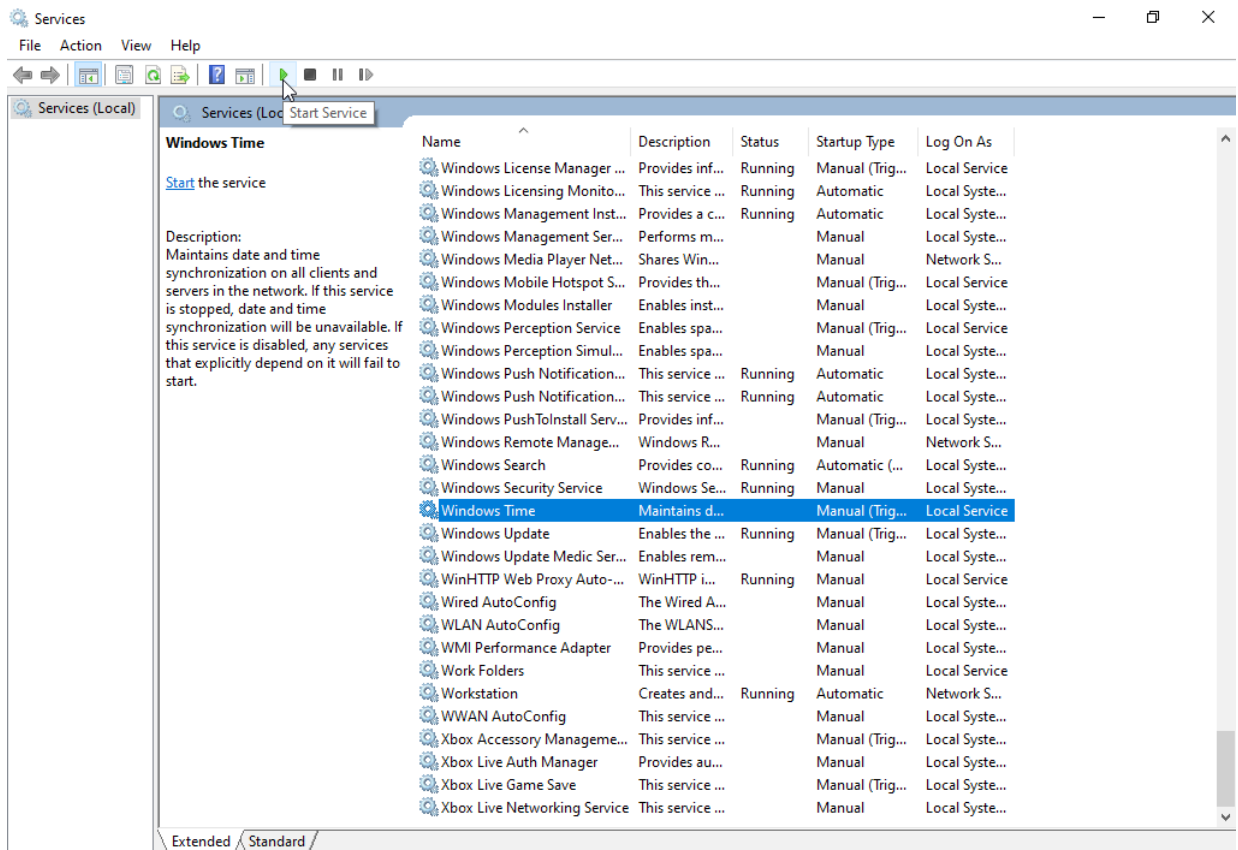 Services
File Action View Help
Services (Local)
Services (Loc
Start Service
Windows Time
Start the service
Description:
Maintains date and time
synchronization on all clients and
servers in the network. If this service
is stopped, date and time
synchronization will be unavailable. If
this service is disabled, any services
that explicitly depend on it will fail to
start.
Name Description Status Startup Type Log On As
Windows License Manager ... Provides inf... Running Manual (Trig... Local Service
Windows Licensing Monito... This service ... Running Automatic Local Syste...
Windows Management Inst... Provides a c... Running Automatic Local Syste...
Windows Management Ser... Performs m... Manual Local Syste...
Windows Media Player Net... Shares Win... Manual Network S...
Windows Mobile Hotspot S... Provides th... Manual (Trig... Local Service
Windows Modules Installer Enables inst... Manual Local Syste...
Windows Perception Service Enables spa... Manual (Trig... Local Service
Windows Perception Simul... Enables spa... Manual Local Syste...
Windows Push Notification... This service ... Running Automatic Local Syste...
Windows Push Notification... This service ... Running Automatic Local Syste...
Windows PushToInstall Serv... Provides inf... Manual (Trig... Local Syste...
Windows Remote Manage... Windows R... Manual Network S...
Windows Search Provides co... Running Automatic (... Local Syste...
Windows Security Service Windows Se... Running Manual Local Syste...
Windows Time Maintains d... Manual (Trig... Local Service
Windows Update Enables the ... Running Manual (Trig... Local Syste...
Windows Update Medic Ser... Enables rem... Manual Local Syste...
WinHTTP Web Proxy Auto-... WinHTTP i... Running Manual Local Service
Wired AutoConfig The Wired A... Manual Local Syste...
WLAN AutoConfig The WLANS... Manual Local Syste...
WMI Performance Adapter Provides pe... Manual Local Syste...
Work Folders This service ... Manual Local Service
Workstation Creates and... Running Automatic Network S...
WWAN AutoConfig This service ... Manual Local Syste...
Xbox Accessory Manageme... This service ... Manual (Trig... Local Syste...
Xbox Live Auth Manager Provides au... Manual Local Syste...
Xbox Live Game Save This service ... Manual (Trig... Local Syste...
Xbox Live Networking Service This service ... Manual Local Syste...
Extended Standard